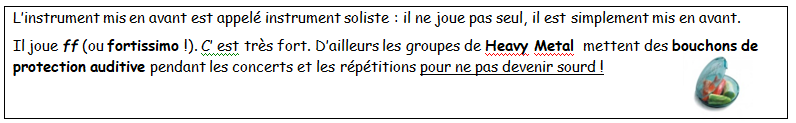 L'instrument mis en avant est appelé instrument soliste : il ne joue pas seul, il est simplement mis en avant.
Il joue ff (ou fortissimo !). C' est très fort. D'ailleurs les groupes de Heavy Metal mettent des bouchons de
protection auditive pendant les concerts et les répétitions pour ne pas devenir sourd !